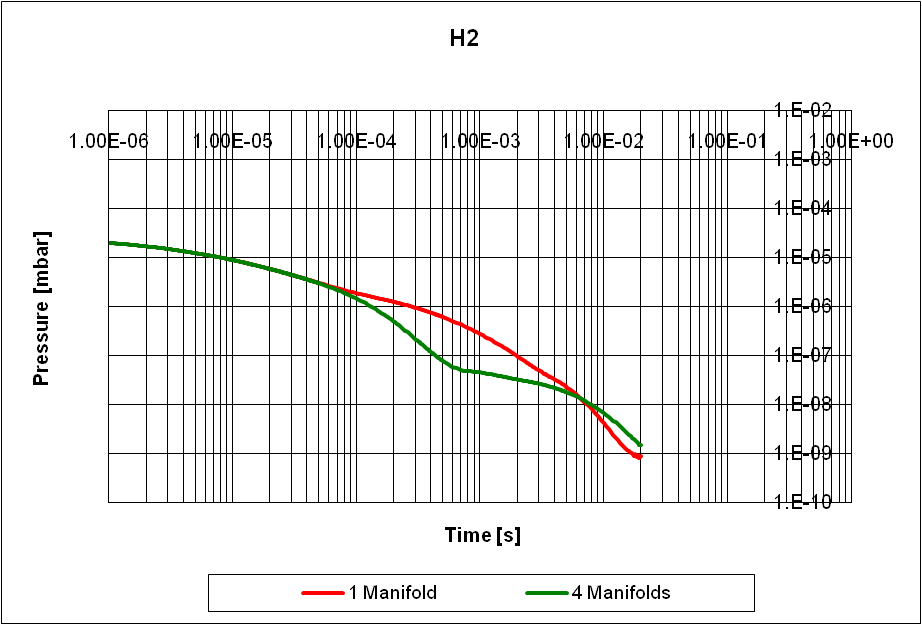 H2
1.E-02
1.00E-06 1.00E-05 1.00E-04 1.00E-03 1.00E-02 1.00E-01 1.00E+00
1.E-03
1.E-04
1.E-05
1.E-06
1.E-07
1.E-08
1.E-09
1.E-10
Pressure [mbar]
Time [s]
1 Manifold 4 Manifolds